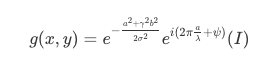 g(x, y) = e^{-\frac{a^2+\gamma^2 b^2}{2\sigma^2}} e^{i(2\pi\frac{a}{\lambda}+\psi)}(I)